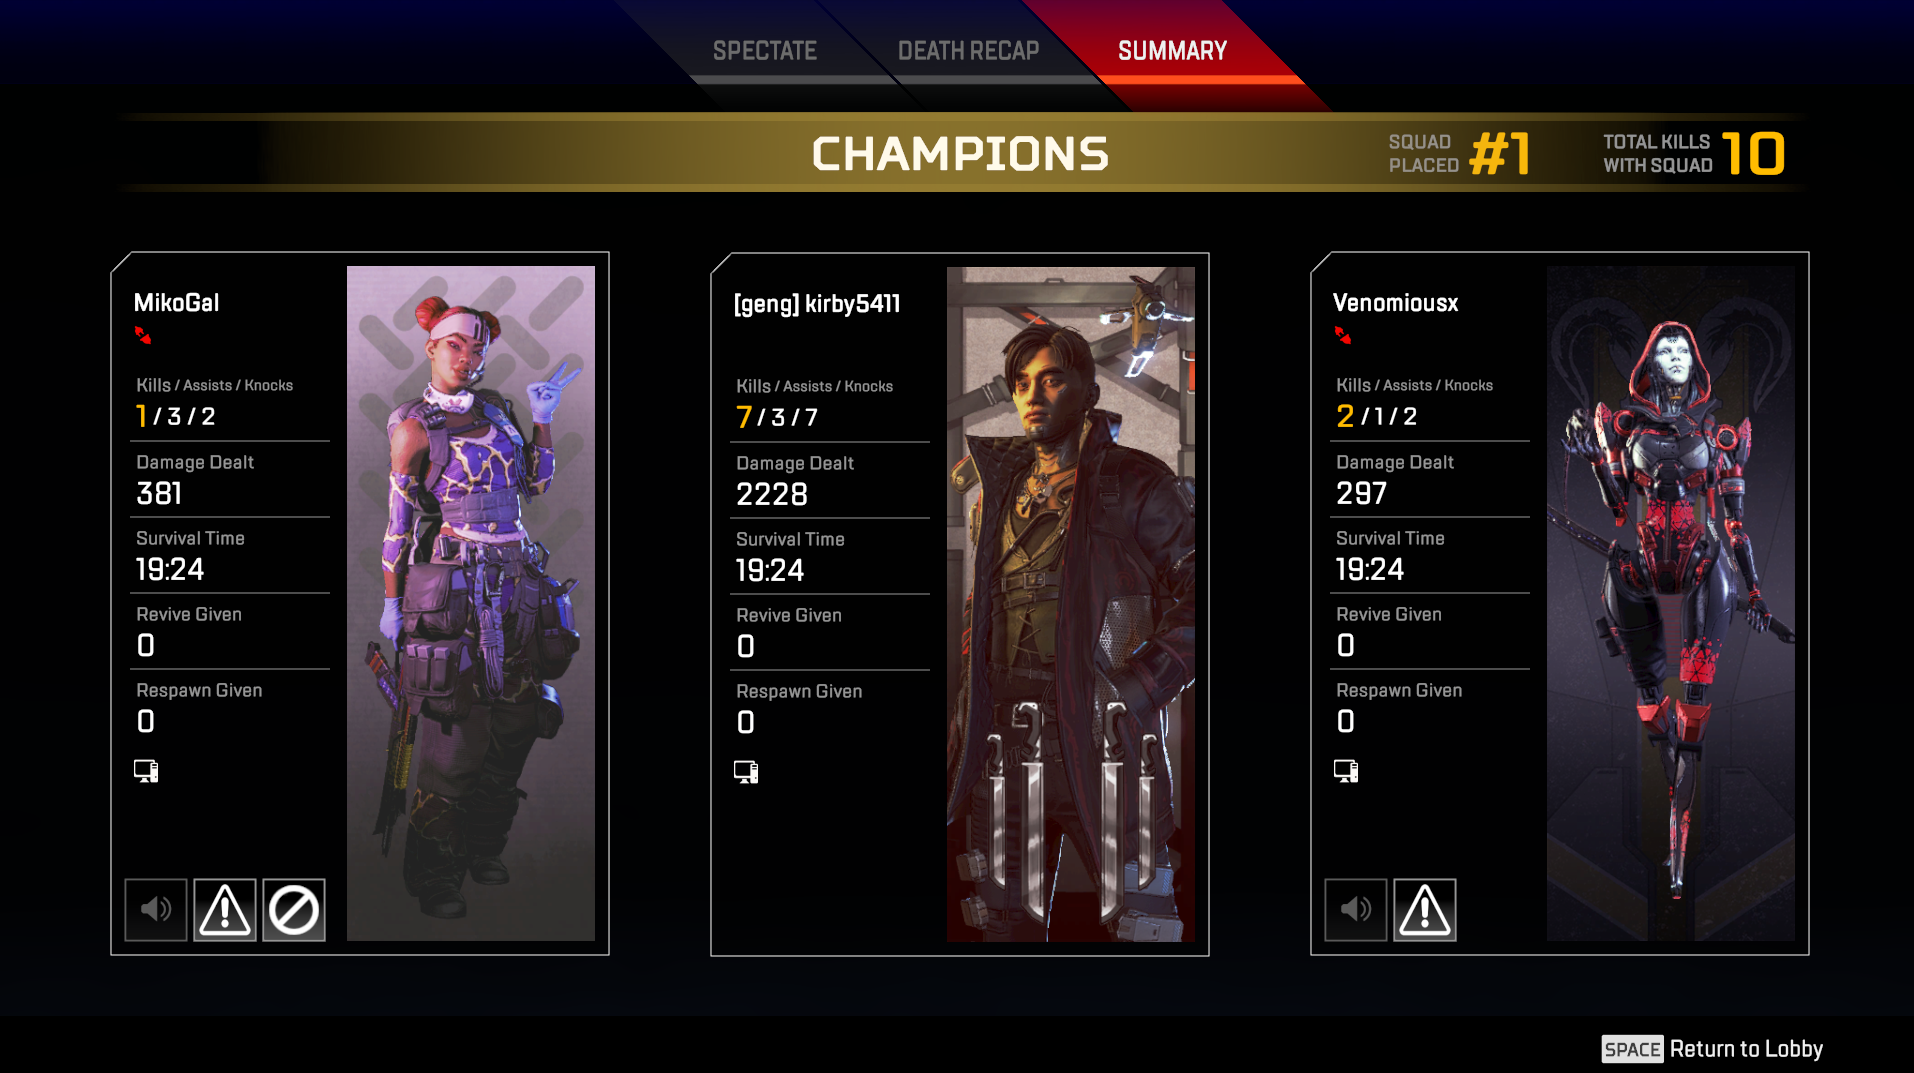 SPECTATE
DEATH RECAP
SUMMARY
CHAMPIONS
SQUAD
PLACED
#1
TOTAL KILLS
WITH SQUAD
10
MikoGal
Kills / Assists / Knocks
1 / 3 / 2
Damage Dealt
381
Survival Time
19:24
Revive Given
0
Respawn Given
0
[geng] kirby5411
Kills / Assists / Knocks
7 / 3 / 7
Damage Dealt
2228
Survival Time
19:24
Revive Given
0
Respawn Given
0
Venomiousx
Kills / Assists / Knocks
2 / 1 / 2
Damage Dealt
297
Survival Time
19:24
Revive Given
0
Respawn Given
0
SPACE Return to Lobby